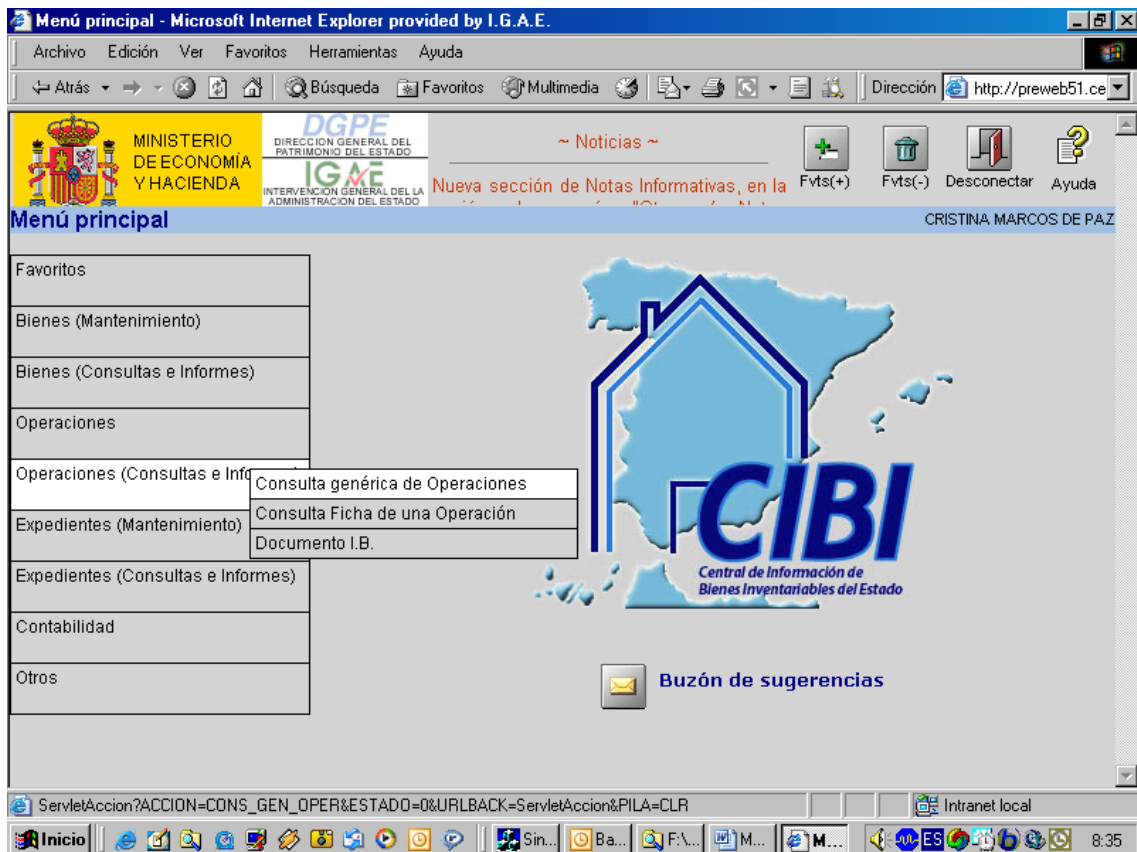 Menú principal - Microsoft Internet Explorer provided by I.G.A.E.
Archivo Edición Ver Favoritos Herramientas Ayuda
Atrás Búsqueda Favoritos Multimedia Dirección http://preweb51.ce
MINISTERIO
DE ECONOMÍA
Y HACIENDA
DGPE
DIRECCION GENERAL DEL
PATRIMONIO DEL ESTADO
IGAE
INTERVENCIÓN GENERAL DE LA
ADMINISTRACION DEL ESTADO
~ Noticias ~
Nueva sección de Notas Informativas, en la
Fvts(+) Fvts(-) Desconectar Ayuda
Menú principal
CRISTINA MARCOS DE PAZ
Favoritos
Bienes (Mantenimiento)
Bienes (Consultas e Informes)
Operaciones
Operaciones (Consultas e Info
Consulta genérica de Operaciones
Consulta Ficha de una Operación
Documento I.B.
Expedientes (Mantenimiento)
Expedientes (Consultas e Informes)
Contabilidad
Otros
CIBI
Central de Información de
Bienes Inventariables del Estado
Buzón de sugerencias
ServletAccion?ACCION=CONS_GEN_OPER&ESTADO=0&URLBACK=ServletAccion&PILA=CLR
Intranet local
Inicio Sin... Ba... F:\... M... M... ES 8:35